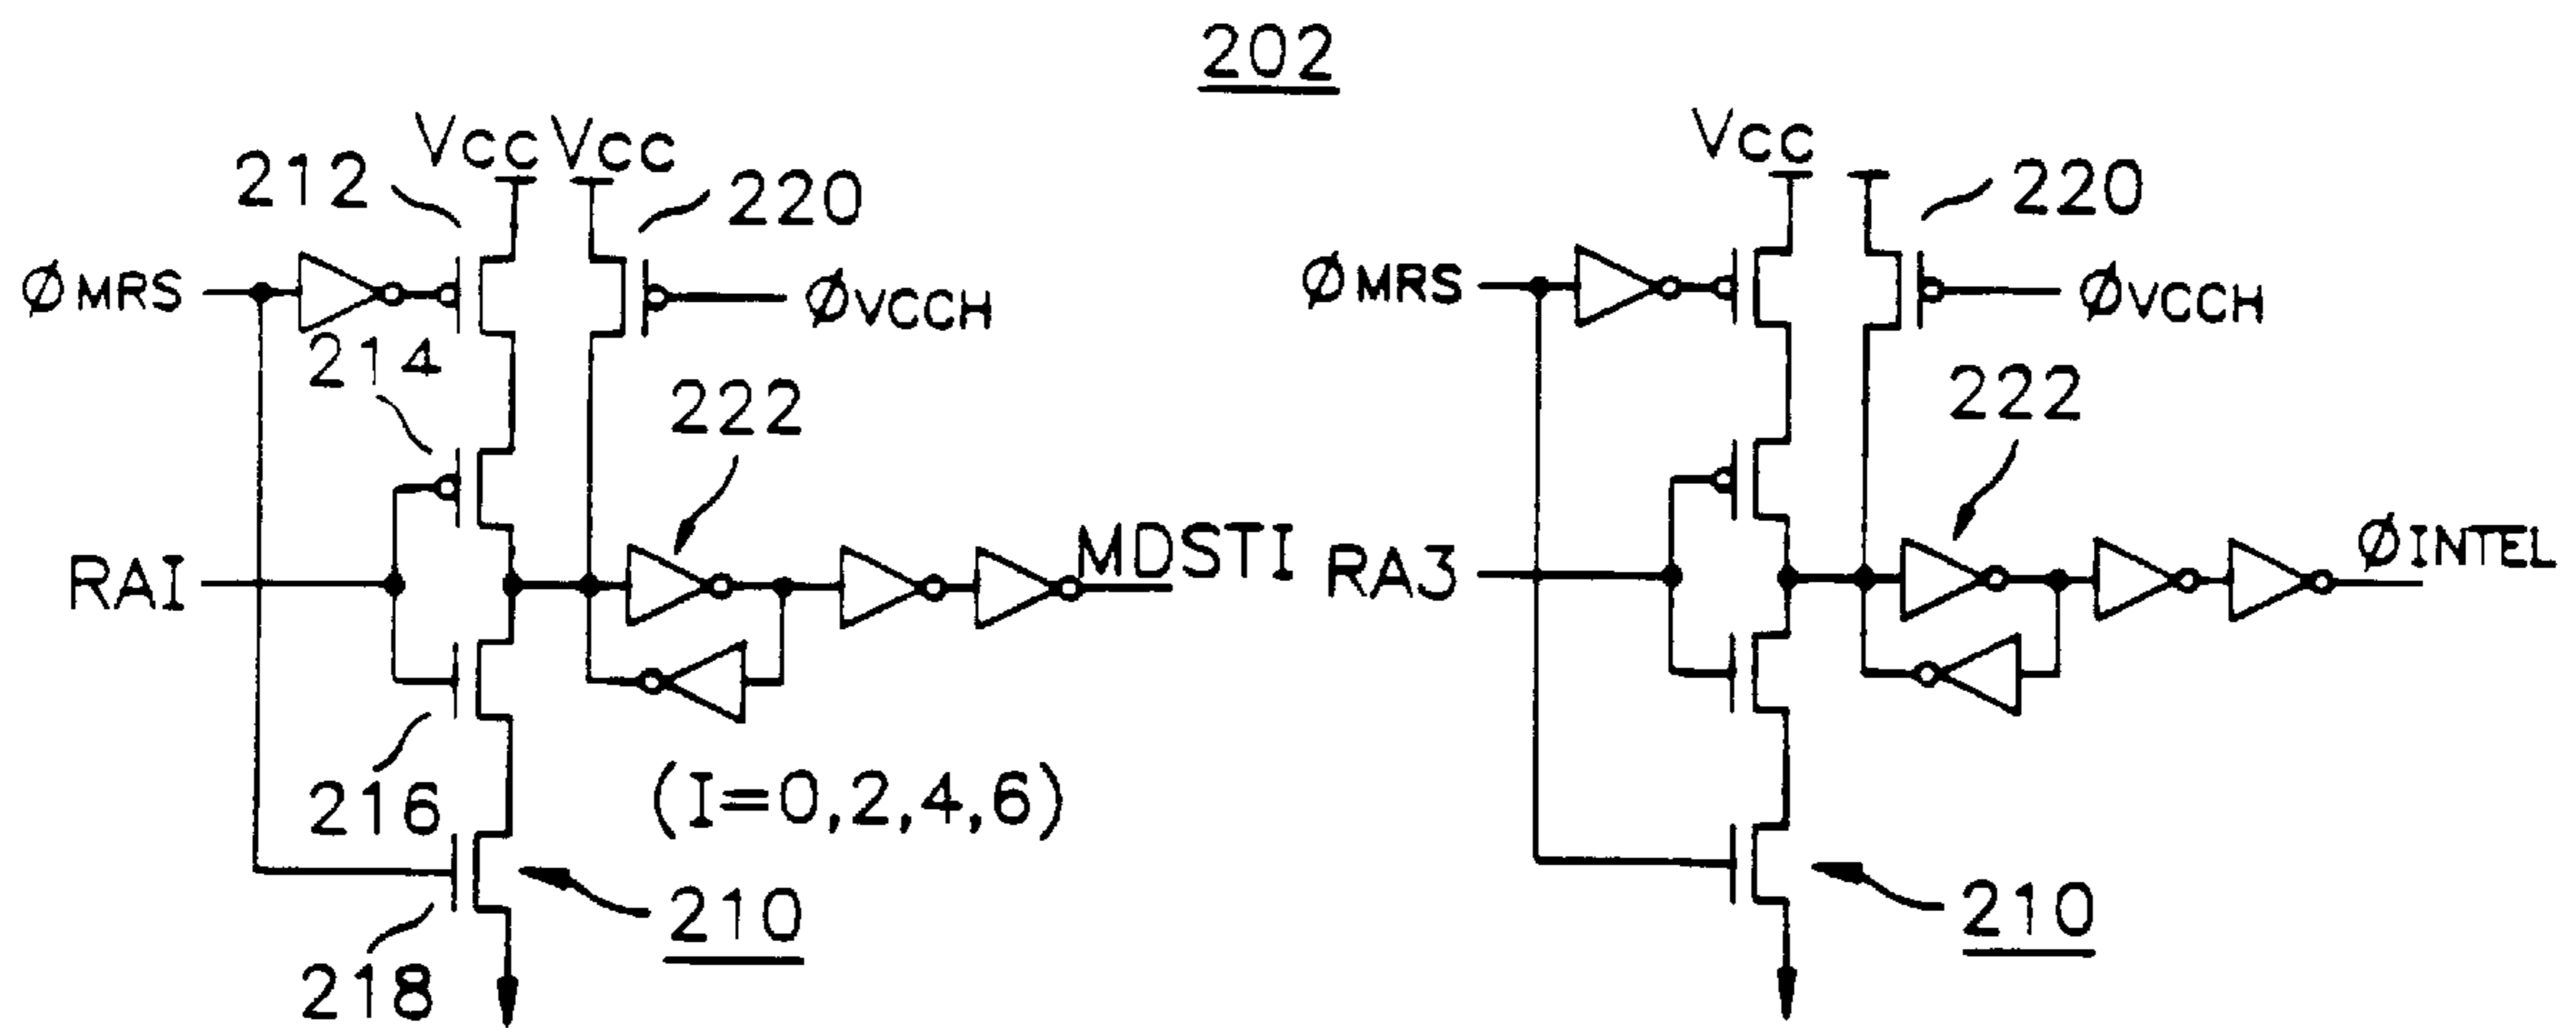 202
Vcc Vcc
212
220
ØMRS
ØVCCH
214
222
RAI
MDSTI
216
(I=0,2,4,6)
210
218
Vcc
220
ØMRS
ØVCCH
222
RA3
ØINTEL
210